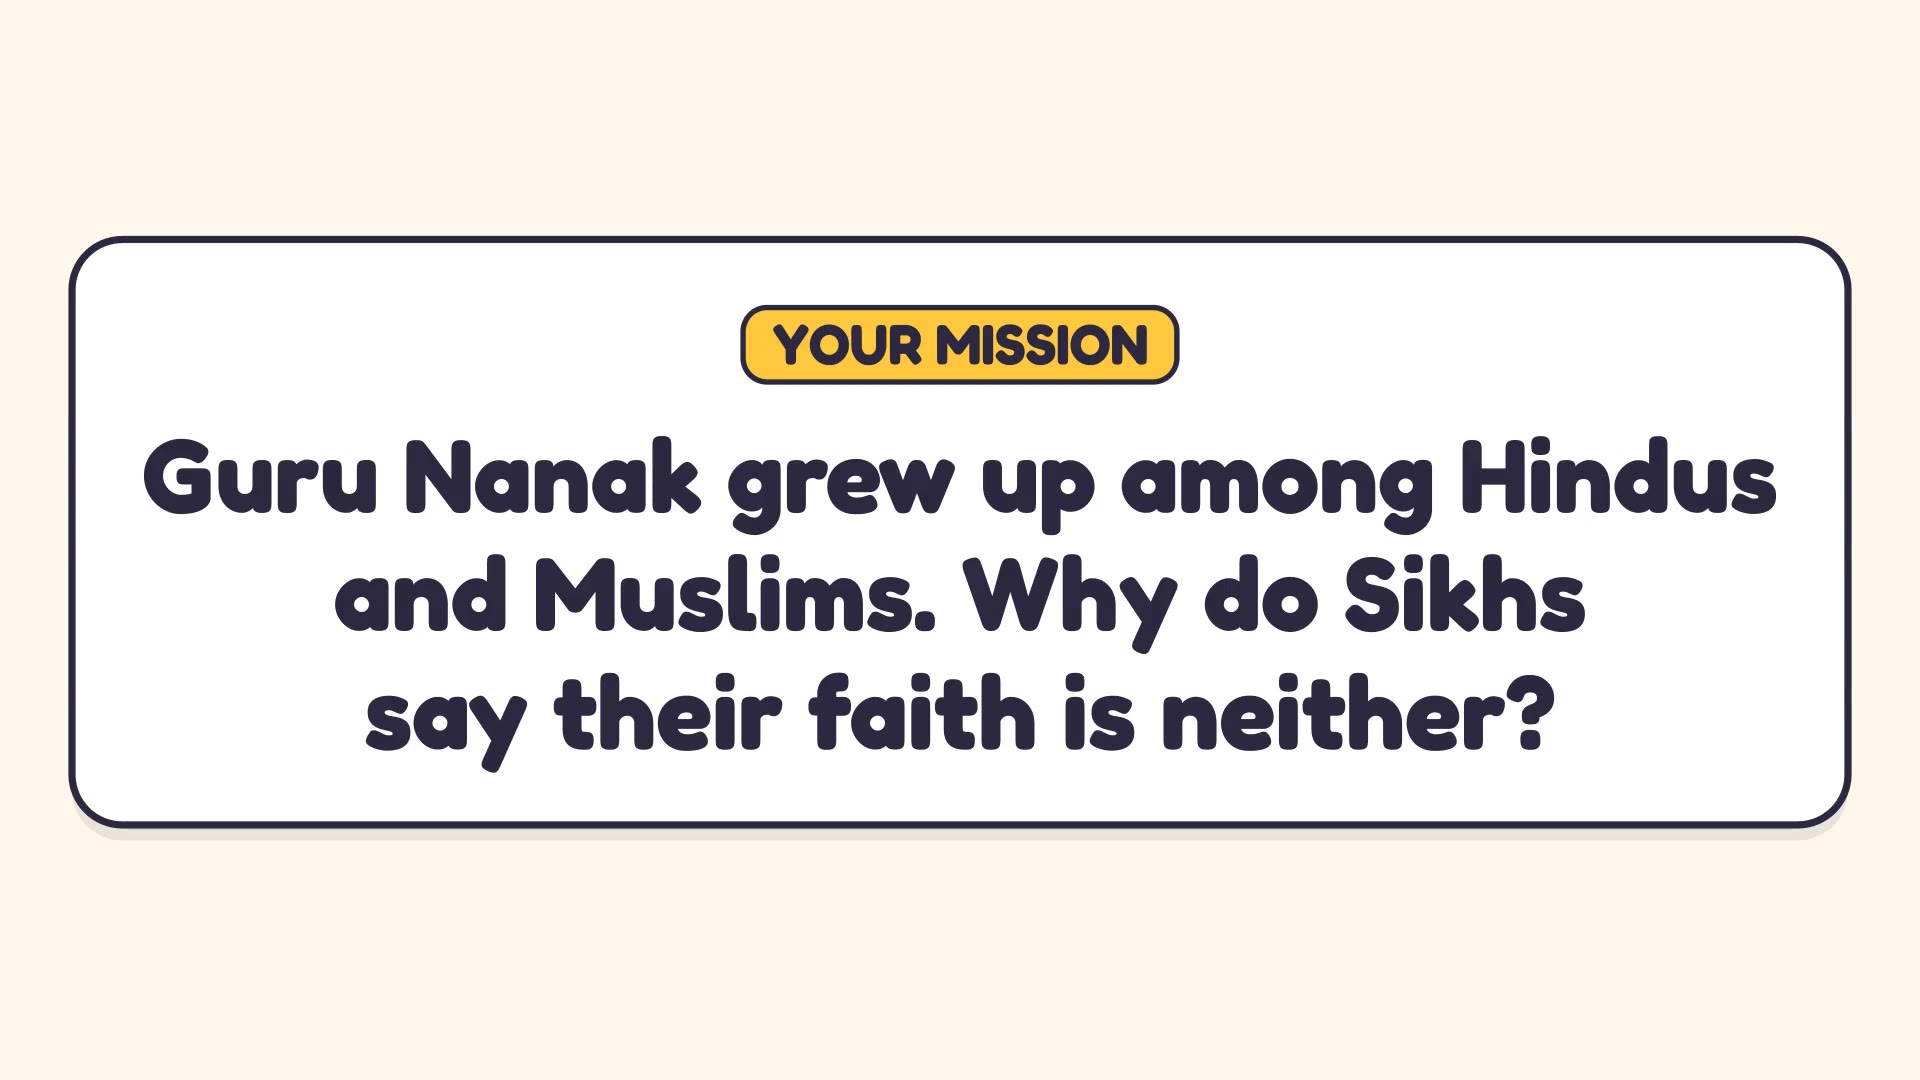 YOUR MISSION
Guru Nanak grew up among Hindus
and Muslims. Why do Sikhs
say their faith is neither?